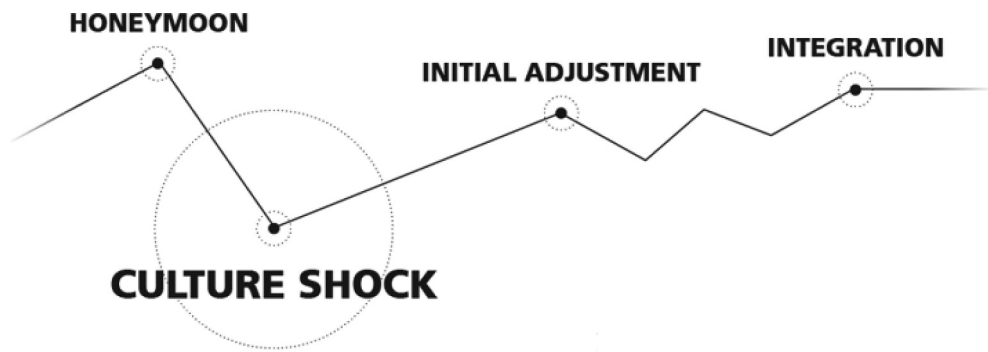 HONEYMOON
INITIAL ADJUSTMENT
INTEGRATION
CULTURE SHOCK